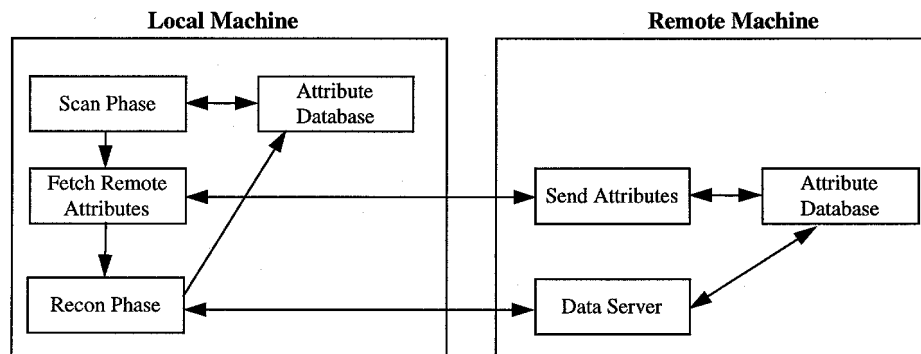 Local Machine
Remote Machine
Scan Phase
Attribute
Database
Fetch Remote
Attributes
Send Attributes
Attribute
Database
Recon Phase
Data Server